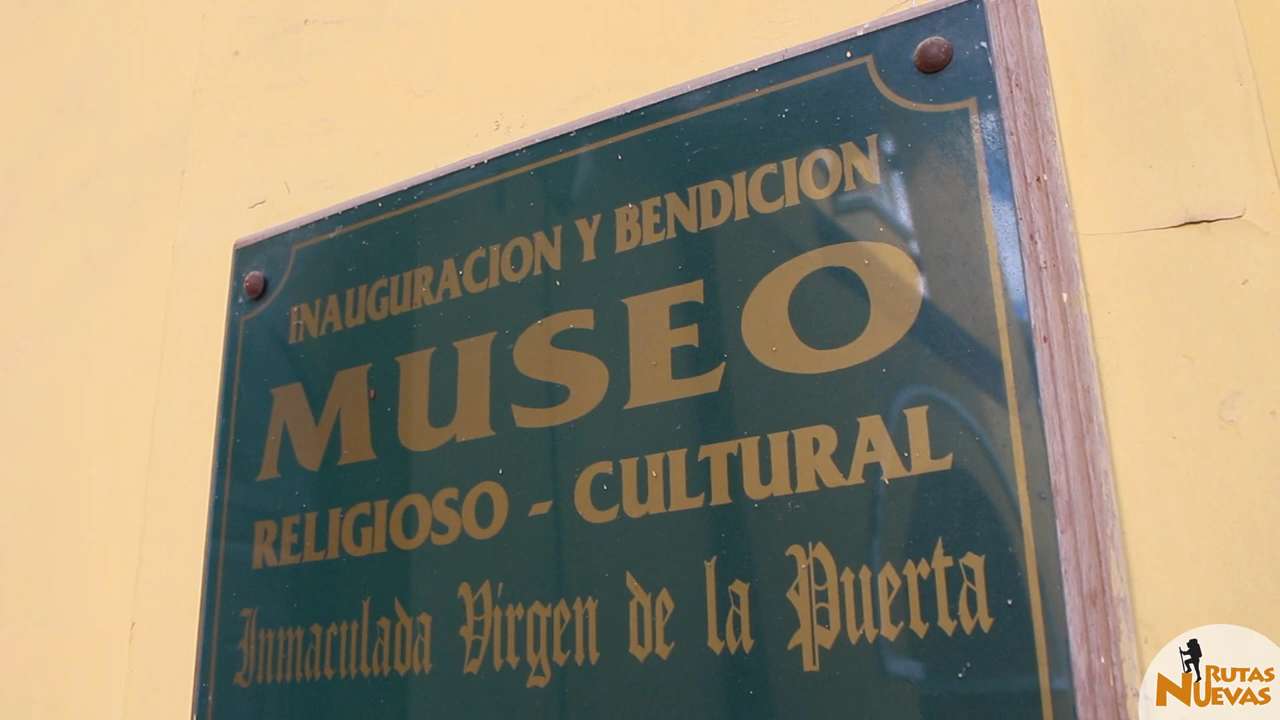 INAUGURACION Y BENDICION
MUSEO
RELIGIOSO - CULTURAL
Inmaculada Virgen de la Puerta
RUTAS
NUEVAS